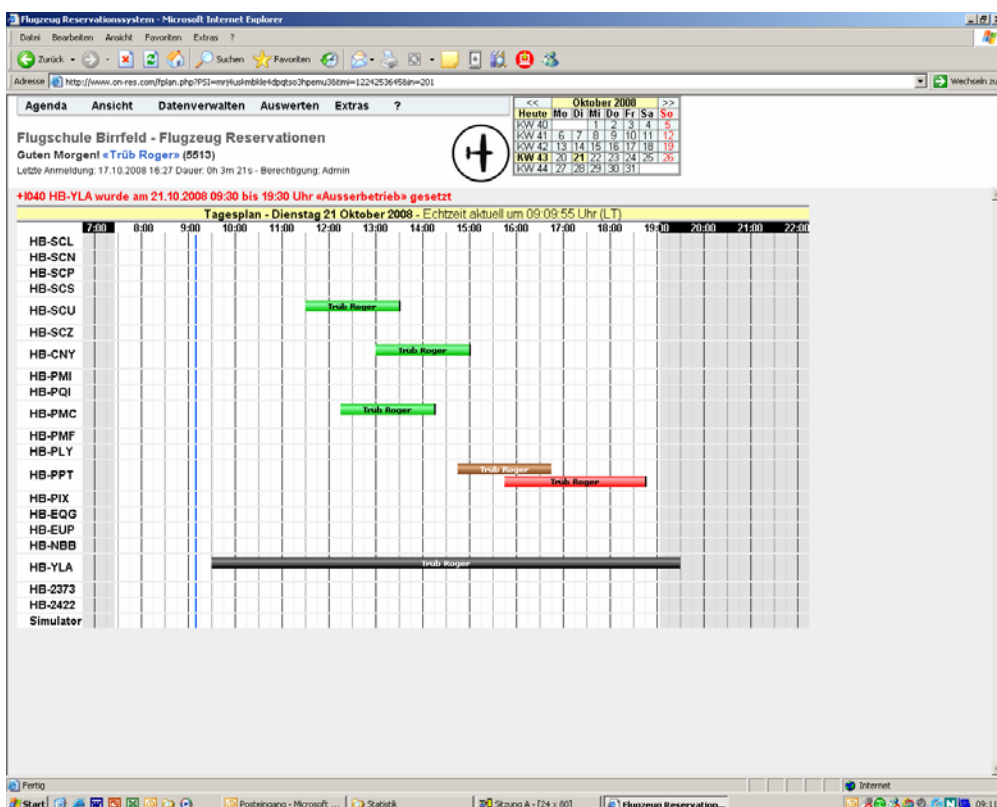 Flugzeug Reservationssystem - Microsoft Internet Explorer
Datei Bearbeiten Ansicht Favoriten Extras ?
Zurück Suchen Favoriten
Adresse Wechseln zu
Agenda Ansicht Datenverwalten Auswerten Extras ?
<< Oktober 2008 >>
Heute Mo Di Mi Do Fr Sa So
KW 40 1 2 3 4 5
KW 41 6 7 8 9 10 11 12
KW 42 13 14 15 16 17 18 19
KW 43 20 21 22 23 24 25 26
KW 44 27 28 29 30 31
Flugschule Birrfeld - Flugzeug Reservationen
Guten Morgen! «Trüb Roger» (5513)
Letzte Anmeldung: 17.10.2008 16:27 Dauer: 0h 3m 21s - Berechtigung: Admin
+I040 HB-YLA wurde am 21.10.2008 09:30 bis 19:30 Uhr «Ausserbetrieb» gesetzt
Tagesplan - Dienstag 21 Oktober 2008 - Echtzeit aktuell um 09:09:55 Uhr (LT)
7:00 8:00 9:00 10:00 11:00 12:00 13:00 14:00 15:00 16:00 17:00 18:00 19:00 20:00 21:00 22:00
HB-SCL
HB-SCN
HB-SCP
HB-SCS
HB-SCU Trüb Roger
HB-SCZ
HB-CNY Trüb Roger
HB-PMI
HB-PQI
HB-PMC Trüb Roger
HB-PMF
HB-PLY
HB-PPT Trüb Roger
Trüb Roger
HB-PIX
HB-EQG
HB-EUP
HB-NBB
HB-YLA Trüb Roger
HB-2373
HB-2422
Simulator
Fertig Internet
Start Posteingang - Microsoft ... Statistik Sitzung A - [24 x 80] Flugzeug Reservation...